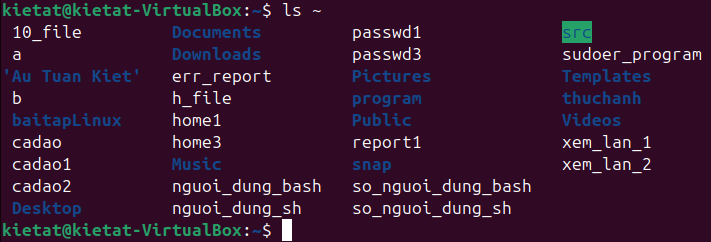 kietat@kietat-VirtualBox:~$ ls ~
10_file Documents passwd1 src
a Downloads passwd3 sudoer_program
'Au Tuan Kiet' err_report Pictures Templates
b h_file program thuchanh
baitapLinux home1 Public Videos
cadao home3 report1 xem_lan_1
cadao1 Music snap xem_lan_2
cadao2 nguoi_dung_bash so_nguoi_dung_bash
Desktop nguoi_dung_sh so_nguoi_dung_sh
kietat@kietat-VirtualBox:~$